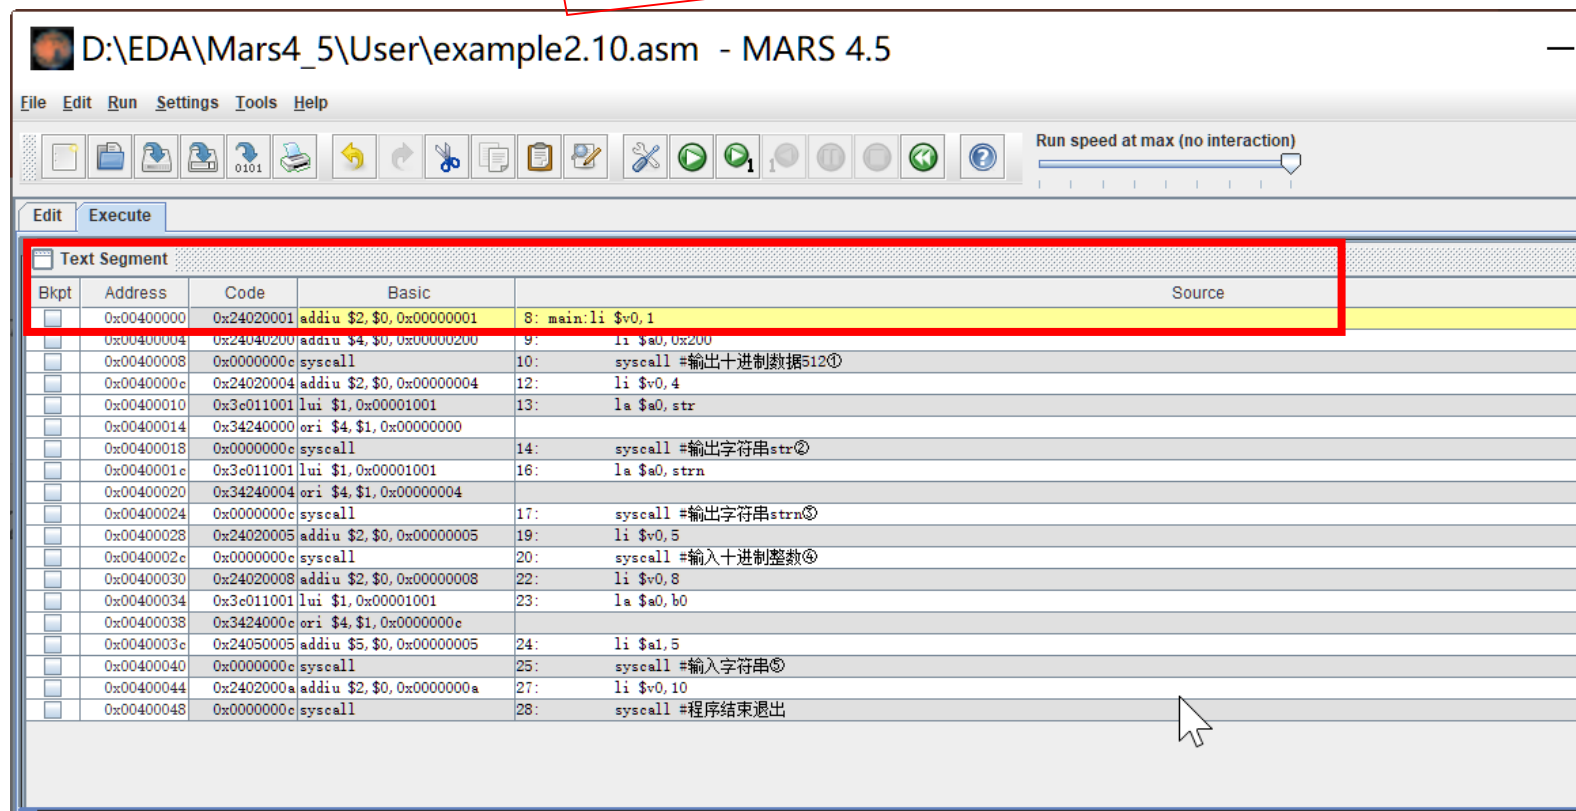 D:\EDA\Mars4_5\User\example2.10.asm - MARS 4.5
File Edit Run Settings Tools Help
0101 1 1
Run speed at max (no interaction)
Edit Execute
Text Segment
Bkpt Address Code Basic Source
0x00400000 0x24020001 addiu $2,$0,0x00000001 8: main:li $v0,1
0x00400004 0x24040200 addiu $4,$0,0x00000200 9: li $a0,0x200
0x00400008 0x0000000c syscall 10: syscall #输出十进制数据512①
0x0040000c 0x24020004 addiu $2,$0,0x00000004 12: li $v0,4
0x00400010 0x3c011001 lui $1,0x00001001 13: la $a0,str
0x00400014 0x34240000 ori $4,$1,0x00000000
0x00400018 0x0000000c syscall 14: syscall #输出字符串str②
0x0040001c 0x3c011001 lui $1,0x00001001 16: la $a0,strn
0x00400020 0x34240004 ori $4,$1,0x00000004
0x00400024 0x0000000c syscall 17: syscall #输出字符串strn③
0x00400028 0x24020005 addiu $2,$0,0x00000005 19: li $v0,5
0x0040002c 0x0000000c syscall 20: syscall #输入十进制整数④
0x00400030 0x24020008 addiu $2,$0,0x00000008 22: li $v0,8
0x00400034 0x3c011001 lui $1,0x00001001 23: la $a0,b0
0x00400038 0x3424000c ori $4,$1,0x0000000c
0x0040003c 0x24050005 addiu $5,$0,0x00000005 24: li $a1,5
0x00400040 0x0000000c syscall 25: syscall #输入字符串⑤
0x00400044 0x2402000a addiu $2,$0,0x0000000a 27: li $v0,10
0x00400048 0x0000000c syscall 28: syscall #程序结束退出